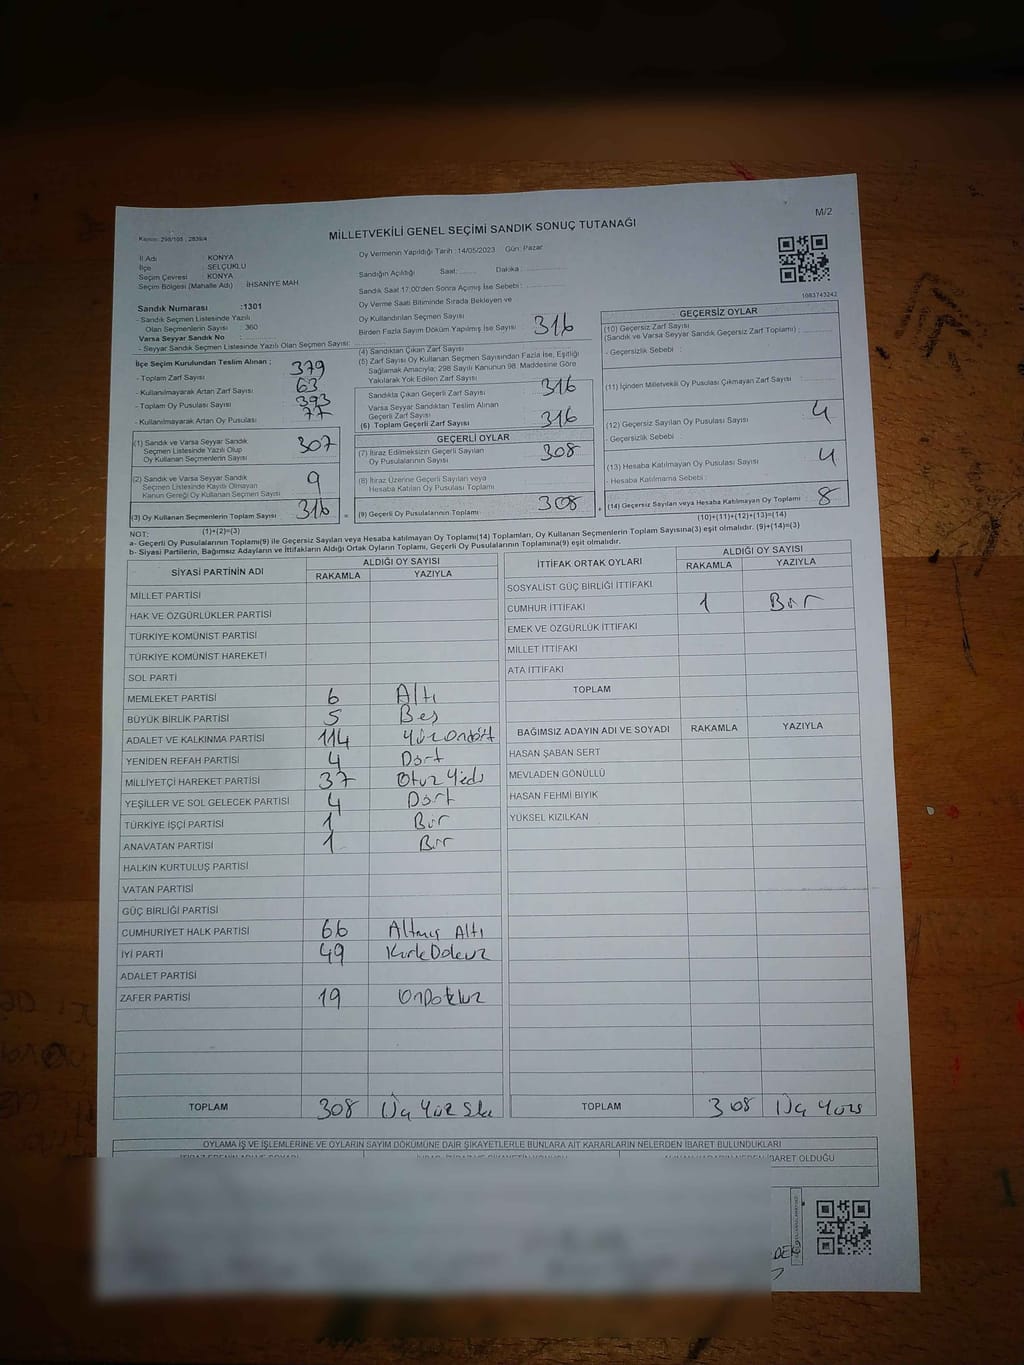 M/2
MİLLETVEKİLİ GENEL SEÇİMİ SANDIK SONUÇ TUTANAĞI
Kanun: 298/105 ; 2839/4
İl Adı : KONYA
İlçe : SELÇUKLU
Seçim Çevresi : KONYA
Seçim Bölgesi (Mahalle Adı) İHSANİYE MAH
Sandık Numarası :1301
- Sandık Seçmen Listesinde Yazılı
Olan Seçmenlerin Sayısı : 360
Varsa Seyyar Sandık No :
- Seyyar Sandık Seçmen Listesinde Yazılı Olan Seçmen Sayısı:
Oy Vermenin Yapıldığı Tarih :14/05/2023 Gün: Pazar
Sandığın Açıldığı Saat: Dakika :
Sandık Saat 17:00'den Sonra Açılmış İse Sebebi :
Oy Verme Saati Bitiminde Sırada Bekleyen ve
Oy Kullandırılan Seçmen Sayısı
Birden Fazla Sayım Döküm Yapılmış İse Sayısı
1083743242
İlçe Seçim Kurulundan Teslim Alınan ;
- Toplam Zarf Sayısı 379
- Kullanılmayarak Artan Zarf Sayısı 63
- Toplam Oy Pusulası Sayısı 393
- Kullanılmayarak Artan Oy Pusulası 77
(1) Sandık ve Varsa Seyyar Sandık
Seçmen Listesinde Yazılı Olup
Oy Kullanan Seçmenlerin Sayısı 307
(2) Sandık ve Varsa Seyyar Sandık
Seçmen Listesinde Kayıtlı Olmayan
Kanun Gereği Oy Kullanan Seçmen Sayısı 9
(3) Oy Kullanan Seçmenlerin Toplam Sayısı 316
(1)+(2)=(3)
(4) Sandıktan Çıkan Zarf Sayısı 316
(5) Zarf Sayısı Oy Kullanan Seçmen Sayısından Fazla İse, Eşitliği
Sağlamak Amacıyla; 298 Sayılı Kanunun 98. Maddesine Göre
Yakılarak Yok Edilen Zarf Sayısı
Sandıkta Çıkan Geçerli Zarf Sayısı 316
Varsa Seyyar Sandıktan Teslim Alınan
Geçerli Zarf Sayısı
(6) Toplam Geçerli Zarf Sayısı 316
GEÇERLİ OYLAR
(7) İtiraz Edilmeksizin Geçerli Sayılan
Oy Pusulalarının Sayısı 308
(8) İtiraz Üzerine Geçerli Sayılan veya
Hesaba Katılan Oy Pusulası Toplamı
(9) Geçerli Oy Pusulalarının Toplamı 308
GEÇERSİZ OYLAR
(10) Geçersiz Zarf Sayısı
(Sandık ve Varsa Seyyar Sandık Geçersiz Zarf Toplamı) :
- Geçersizlik Sebebi :
(11) İçinden Milletvekili Oy Pusulası Çıkmayan Zarf Sayısı :
(12) Geçersiz Sayılan Oy Pusulası Sayısı 4
- Geçersizlik Sebebi :
(13) Hesaba Katılmayan Oy Pusulası Sayısı 4
- Hesaba Katılmama Sebebi :
(14) Geçersiz Sayılan veya Hesaba Katılmayan Oy Toplamı 8
(10)+(11)+(12)+(13)=(14)
NOT:
a- Geçerli Oy Pusulalarının Toplamı(9) ile Geçersiz Sayılan veya Hesaba katılmayan Oy Toplamı(14) Toplamları, Oy Kullanan Seçmenlerin Toplam Sayısına(3) eşit olmalıdır. (9)+(14)=(3)
b- Siyasi Partilerin, Bağımsız Adayların ve İttifakların Aldığı Ortak Oyların Toplamı, Geçerli Oy Pusulalarının Toplamına(9) eşit olmalıdır.
SİYASİ PARTİNİN ADI ALDIĞI OY SAYISI
RAKAMLA YAZIYLA
MİLLET PARTİSİ
HAK VE ÖZGÜRLÜKLER PARTİSİ
TÜRKİYE KOMÜNİST PARTİSİ
TÜRKİYE KOMÜNİST HAREKETİ
SOL PARTİ
MEMLEKET PARTİSİ 6 Altı
BÜYÜK BİRLİK PARTİSİ 5 Beş
ADALET VE KALKINMA PARTİSİ 114 Yüz Ondört
YENİDEN REFAH PARTİSİ 4 Dört
MİLLİYETÇİ HAREKET PARTİSİ 37 Otuz Yedi
YEŞİLLER VE SOL GELECEK PARTİSİ 4 Dört
TÜRKİYE İŞÇİ PARTİSİ 1 Bir
ANAVATAN PARTİSİ 1 Bir
HALKIN KURTULUŞ PARTİSİ
VATAN PARTİSİ
GÜÇ BİRLİĞİ PARTİSİ
CUMHURİYET HALK PARTİSİ 66 Altmış Altı
İYİ PARTİ 49
ADALET PARTİSİ
ZAFER PARTİSİ 19 OnDokuz
TOPLAM 308 Üç Yüz
İTTİFAK ORTAK OYLARI ALDIĞI OY SAYISI
RAKAMLA YAZIYLA
SOSYALİST GÜÇ BİRLİĞİ İTTİFAKI
CUMHUR İTTİFAKI 1 Bir
EMEK VE ÖZGÜRLÜK İTTİFAKI
MİLLET İTTİFAKI
ATA İTTİFAKI
TOPLAM
BAĞIMSIZ ADAYIN ADI VE SOYADI RAKAMLA YAZIYLA
HASAN ŞABAN SERT
MEVLADEN GÖNÜLLÜ
HASAN FEHMİ BIYIK
YÜKSEL KIZILKAN
TOPLAM 308 Üç Yüz
OYLAMA İŞ VE İŞLEMLERİNE VE OYLARIN SAYIM DÖKÜMÜNE DAİR ŞİKAYETLERLE BUNLARA AİT KARARLARIN NELERDEN İBARET BULUNDUKLARI